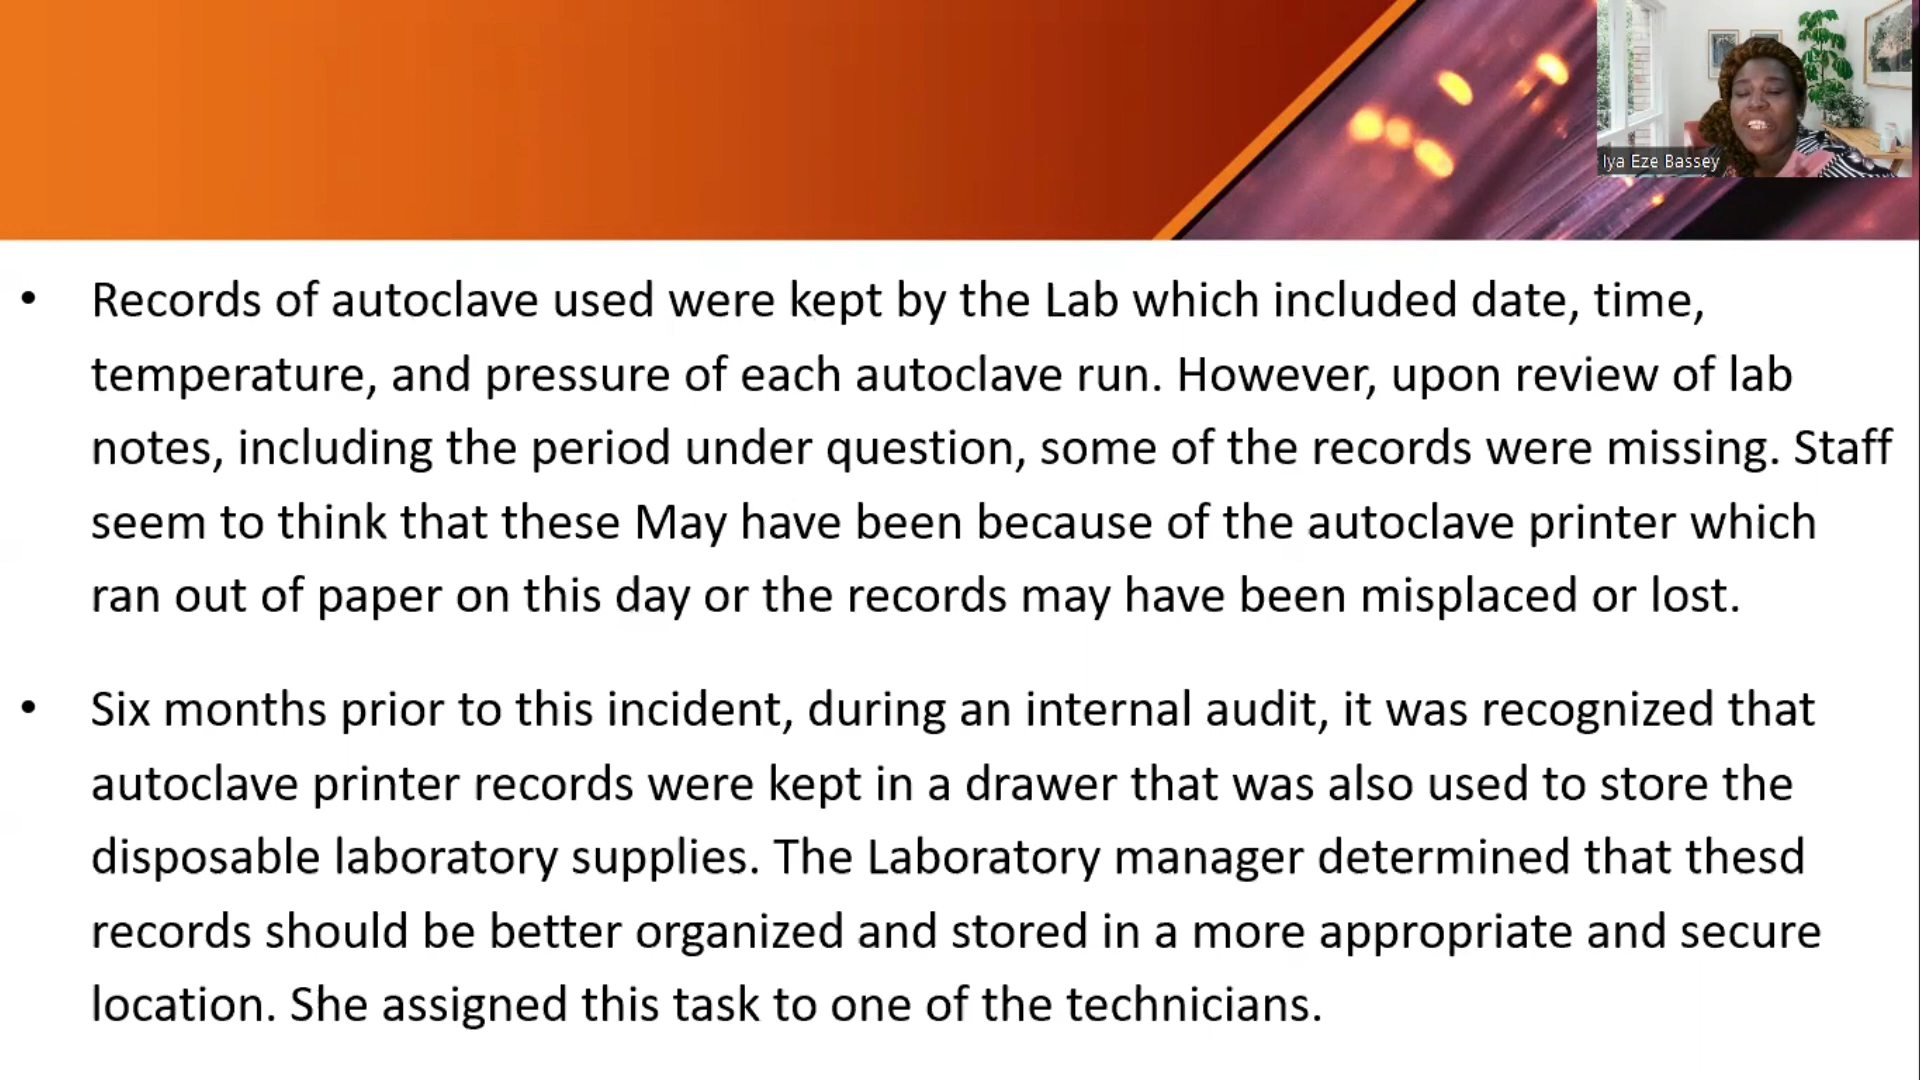 Iya Eze Bassey
• Records of autoclave used were kept by the Lab which included date, time,
temperature, and pressure of each autoclave run. However, upon review of lab
notes, including the period under question, some of the records were missing. Staff
seem to think that these May have been because of the autoclave printer which
ran out of paper on this day or the records may have been misplaced or lost.
• Six months prior to this incident, during an internal audit, it was recognized that
autoclave printer records were kept in a drawer that was also used to store the
disposable laboratory supplies. The Laboratory manager determined that thesd
records should be better organized and stored in a more appropriate and secure
location. She assigned this task to one of the technicians.